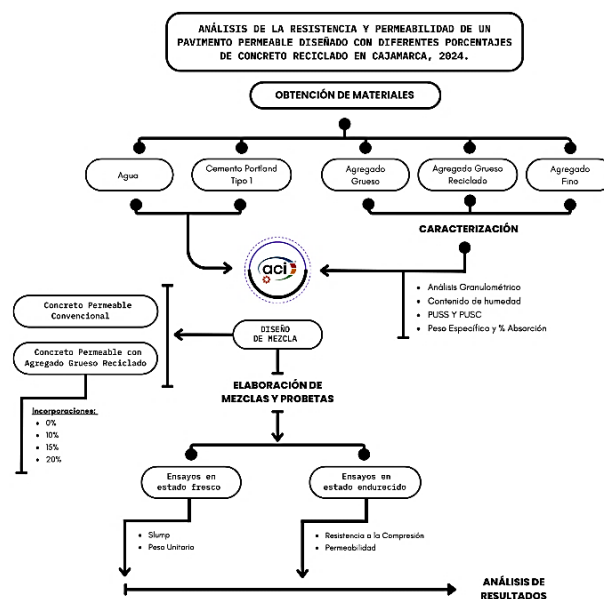 ANÁLISIS DE LA RESISTENCIA Y PERMEABILIDAD DE UN
PAVIMENTO PERMEABLE DISEÑADO CON DIFERENTES PORCENTAJES
DE CONCRETO RECICLADO EN CAJAMARCA, 2024.
OBTENCIÓN DE MATERIALES
Agua
Cemento Portland
Tipo 1
Agregado
Grueso
Agregado Grueso
Reciclado
Agregado
Fino
CARACTERIZACIÓN
aci
• Análisis Granulométrico
• Contenido de humedad
• PUSS Y PUSC
• Peso Específico y % Absorción
Concreto Permeable
Convencional
DISEÑO
DE MEZCLA
Concreto Permeable con
Agregado Grueso Reciclado
Incorporaciones:
• 0%
• 10%
• 15%
• 20%
ELABORACIÓN DE
MEZCLAS Y PROBETAS
Ensayos en
estado fresco
Ensayos en
estado endurecido
• Slump
• Peso Unitario
• Resistencia a la Compresión
• Permeabilidad
ANÁLISIS DE
RESULTADOS